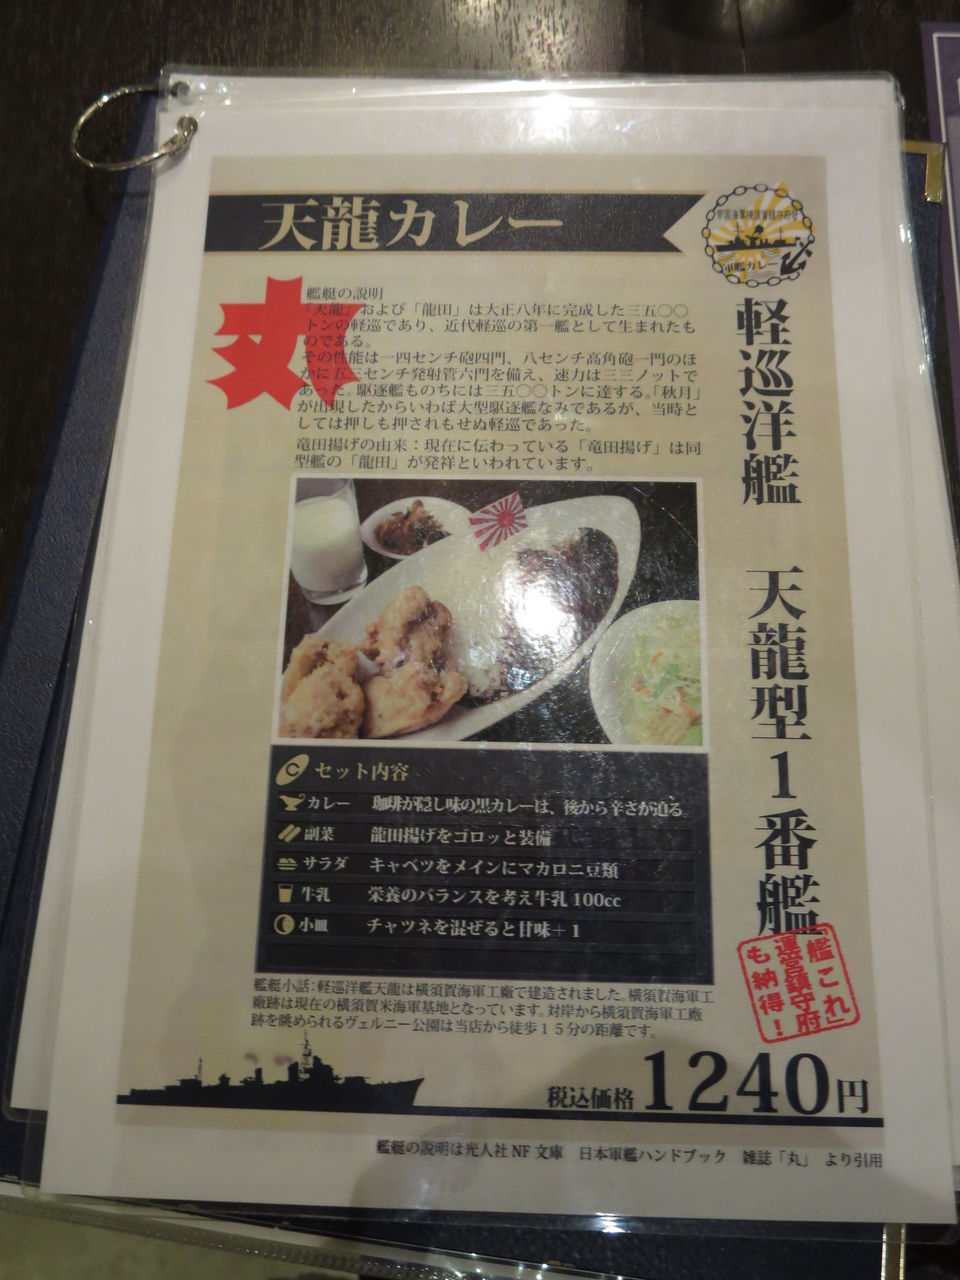 天龍カレー
軍艦カレー
艦艇の説明
「天龍」および「龍田」は大正八年に完成した三五〇〇
トンの軽巡であり、近代軽巡の第一艦として生まれたも
のである。
その性能は一四センチ砲四門、八センチ高角砲一門のほ
かに五三センチ発射管六門を備え、速力は三三ノットで
あった。駆逐艦ものちには三五〇〇トンに達する。「秋月」
が出現したからいわば大型駆逐艦なみであるが、当時と
しては押しも押されもせぬ軽巡であった。
竜田揚げの由来：現在に伝わっている「竜田揚げ」は同
型艦の「龍田」が発祥といわれています。
軽巡洋艦　天龍型１番艦
セット内容
カレー 珈琲が隠し味の黒カレーは、後から辛さが迫る。
副菜 龍田揚げをゴロッと装備
サラダ キャベツをメインにマカロニ豆類
牛乳 栄養のバランスを考え牛乳100cc
小皿 チャツネを混ぜると甘味＋1
「艦これ」
運営鎮守府
も納得！
艦艇小話：軽巡洋艦天龍は横須賀海軍工廠で建造されました。横須賀海軍工
廠跡は現在の横須賀米海軍基地となっています。対岸から横須賀海軍工廠
跡を眺められるヴェルニー公園は当店から徒歩１５分の距離です。
税込価格 1240円
艦艇の説明は光人社NF文庫　日本軍艦ハンドブック　雑誌「丸」　より引用